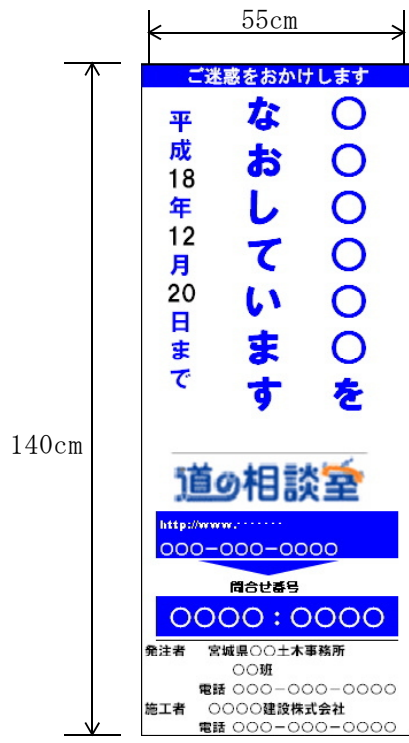 55cm
140cm
ご迷惑をおかけします
○○○○○○を
なおしています
平成18年12月20日まで
道の相談室
http://www.·······
○○○-○○○-○○○○
問合せ番号
○○○○：○○○○
発注者 宮城県○○土木事務所
○○班
電話 ○○○-○○○-○○○○
施工者 ○○○○建設株式会社
電話 ○○○-○○○-○○○○